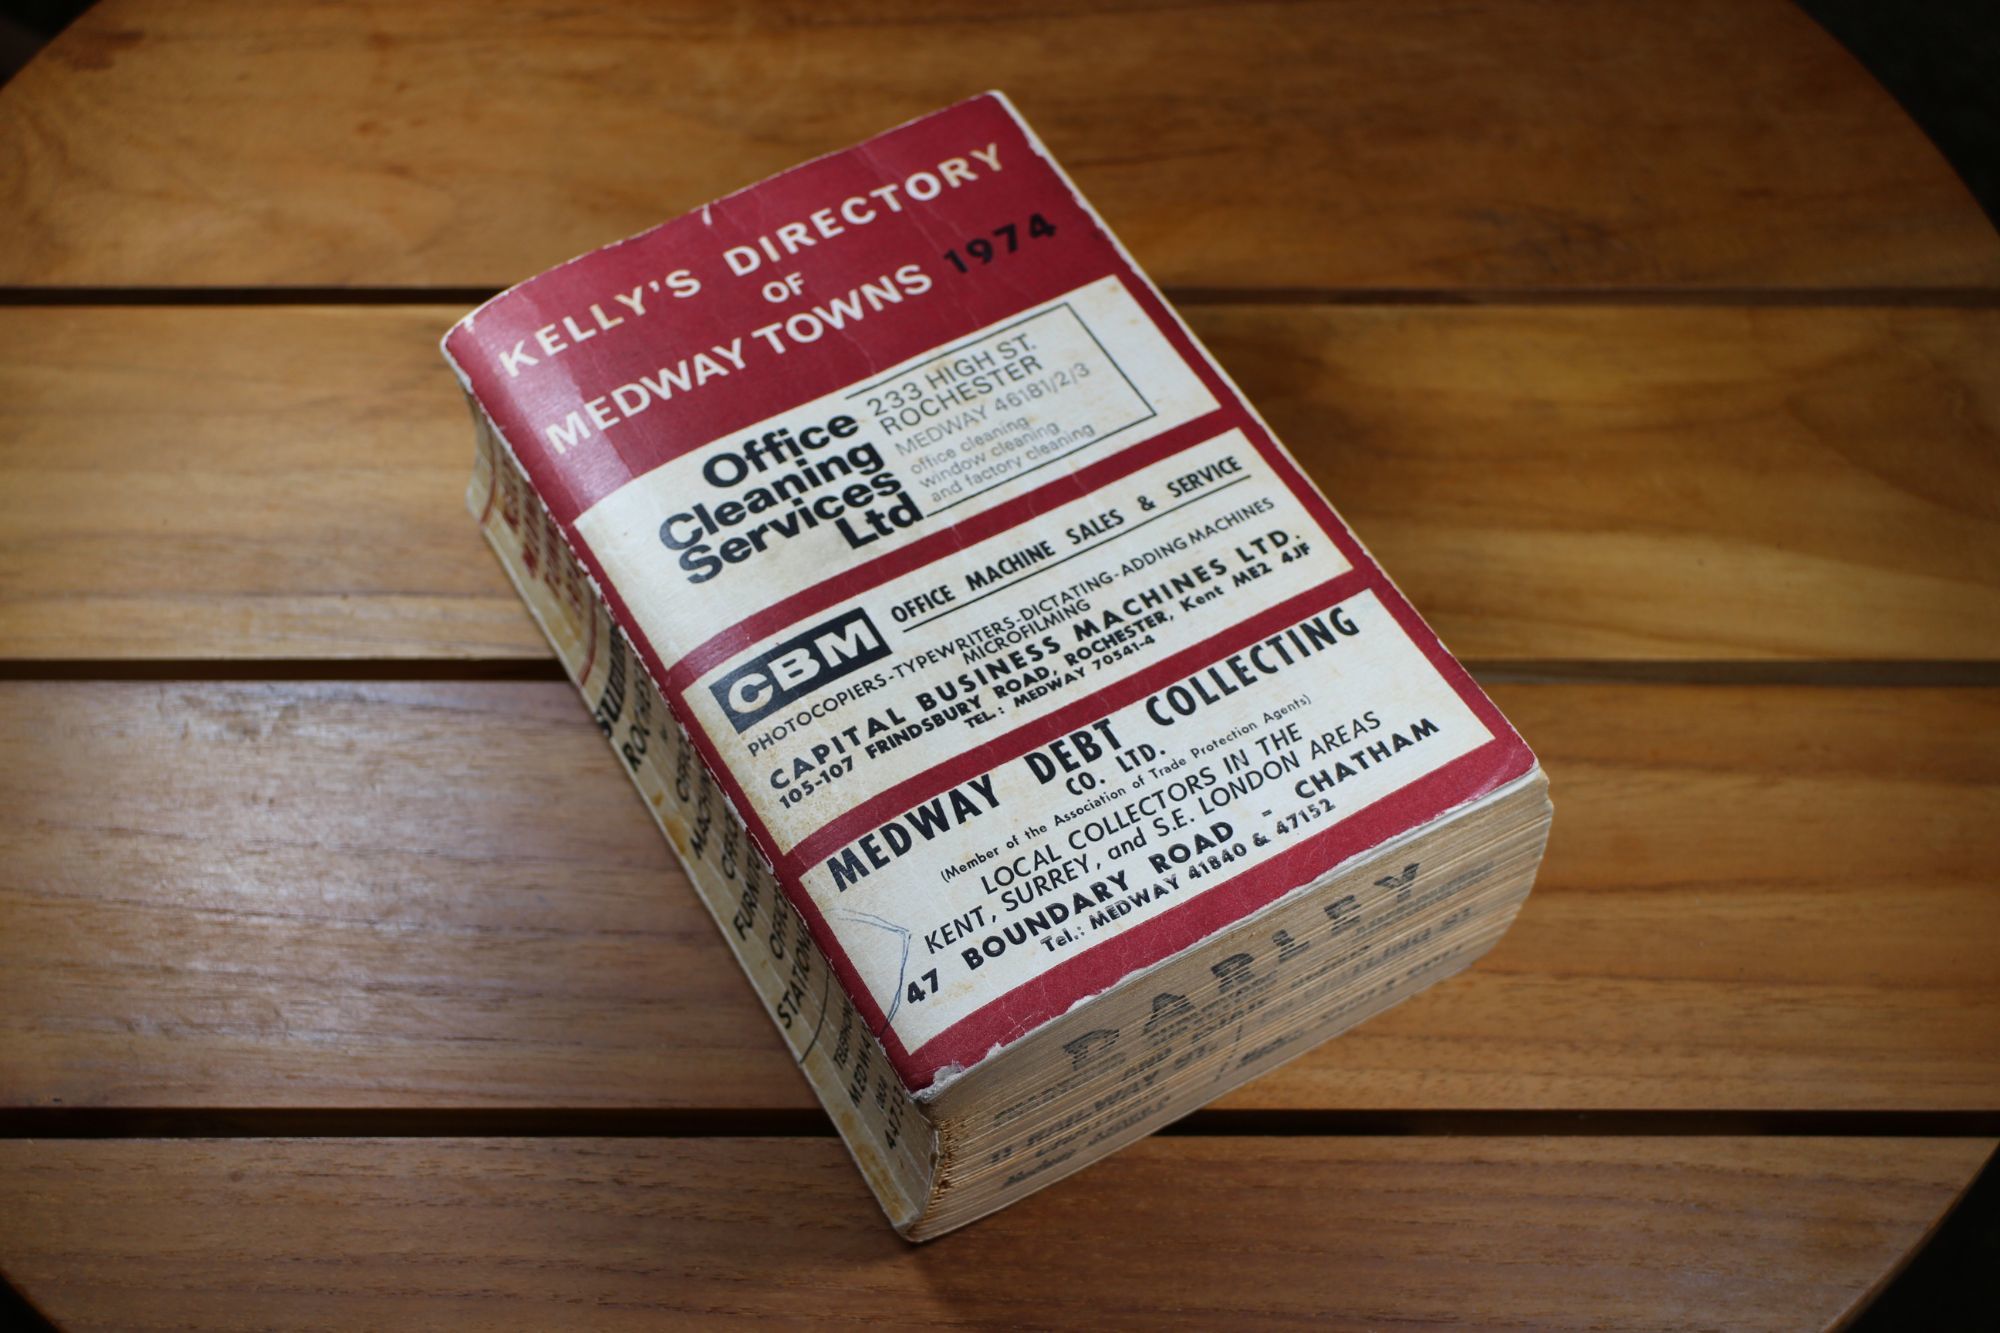 KELLY'S DIRECTORY
OF
MEDWAY TOWNS 1974
Office
Cleaning
Services
Ltd
233 HIGH ST.
ROCHESTER
MEDWAY 46181/2/3
office cleaning
window cleaning
and factory cleaning
CBM
OFFICE MACHINE SALES & SERVICE
PHOTOCOPIERS-TYPEWRITERS-DICTATING-ADDING MACHINES
MICROFILMING
CAPITAL BUSINESS MACHINES LTD.
105-107 FRINDSBURY ROAD, ROCHESTER, Kent ME2 4JF
TEL.: MEDWAY 70541-4
MEDWAY DEBT COLLECTING
CO. LTD.
(Member of the Association of Trade Protection Agents)
LOCAL COLLECTORS IN THE
KENT, SURREY, and S.E. LONDON AREAS
47 BOUNDARY ROAD - CHATHAM
Tel.: MEDWAY 41840 & 47152
OFFICE
OFFICE
STATION
MEDWA
DARLEY